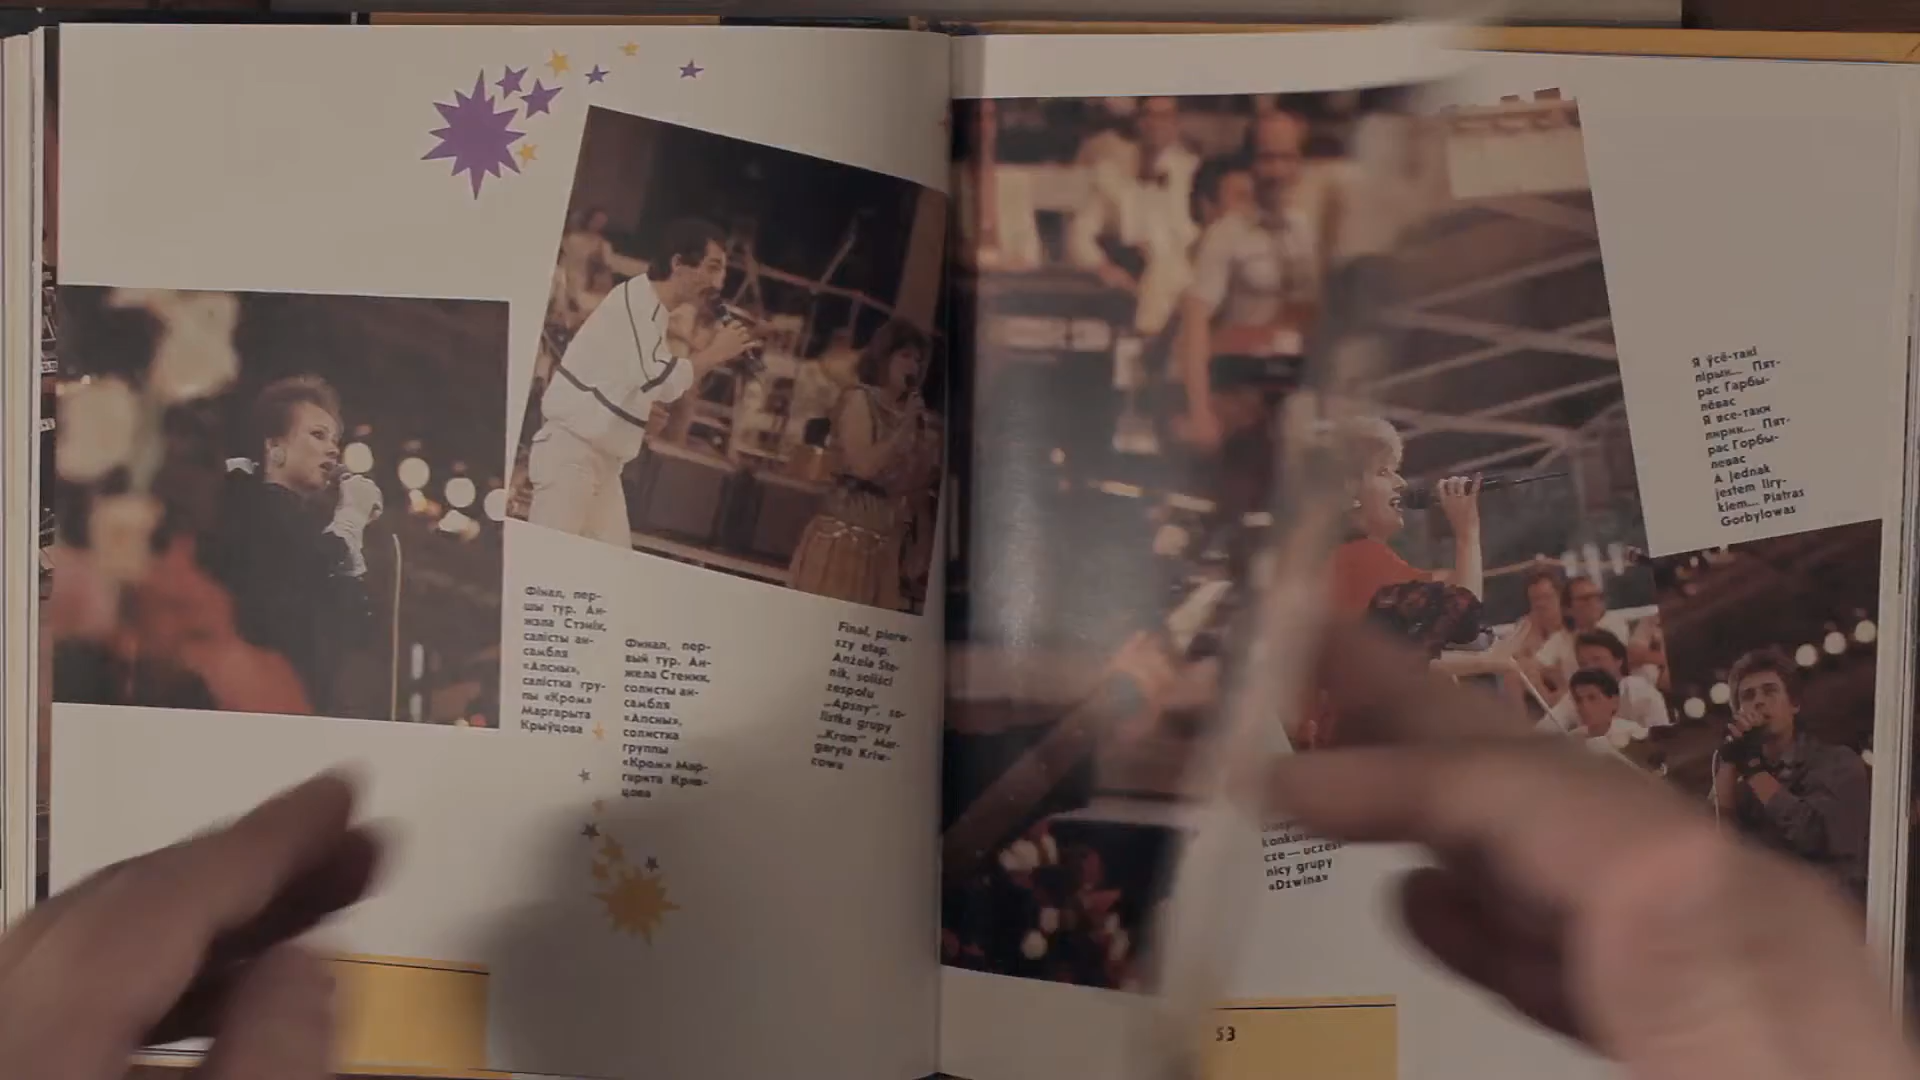 Фінал, пер-
шы тур. Ан-
жэла Стэнік,
салісты ан-
самбля
«Апсны»,
салістка гру-
пы «Кром»
Маргарыта
Крыўцова
Финал, пер-
вый тур. Ан-
жела Стеник,
солисты ан-
самбля
«Апсны»,
солистка
группы
«Кром» Мар-
гарита Крив-
цова
Finał, pierw-
szy etap.
Anżela Ste-
nik, soliści
zespołu
„Apsny”, so-
listka grupy
„Krom” Mar-
garyta Kriw-
cowa
Я ўсё-такі
лірык... Пят-
рас Гарбы-
лёвас
Я все-таки
лирик... Пят-
рас Горбы-
левас
A jednak
jestem liry-
kiem... Piatras
Gorbylowas
cze — uczest
nicy grupy
«Dźwina»
53